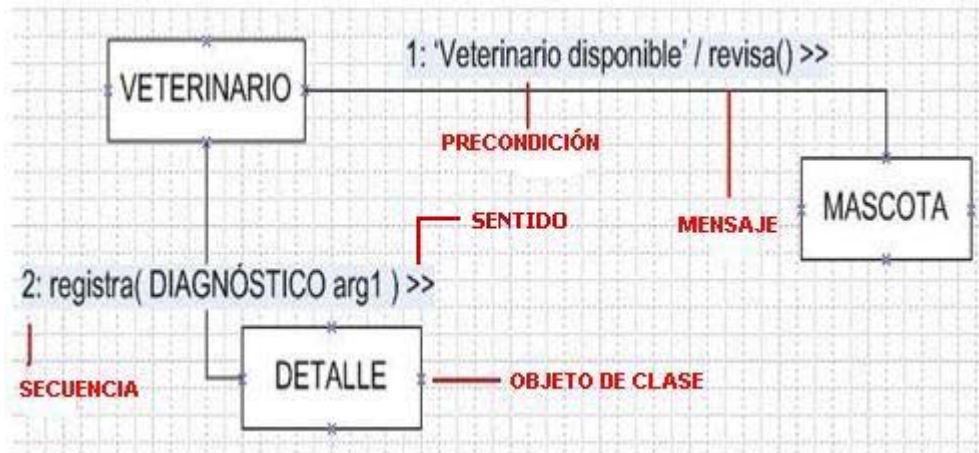 1: 'Veterinario disponible' / revisa() >>
VETERINARIO
PRECONDICIÓN
MENSAJE
MASCOTA
SENTIDO
2: registra( DIAGNÓSTICO arg1 ) >>
DETALLE
SECUENCIA
OBJETO DE CLASE